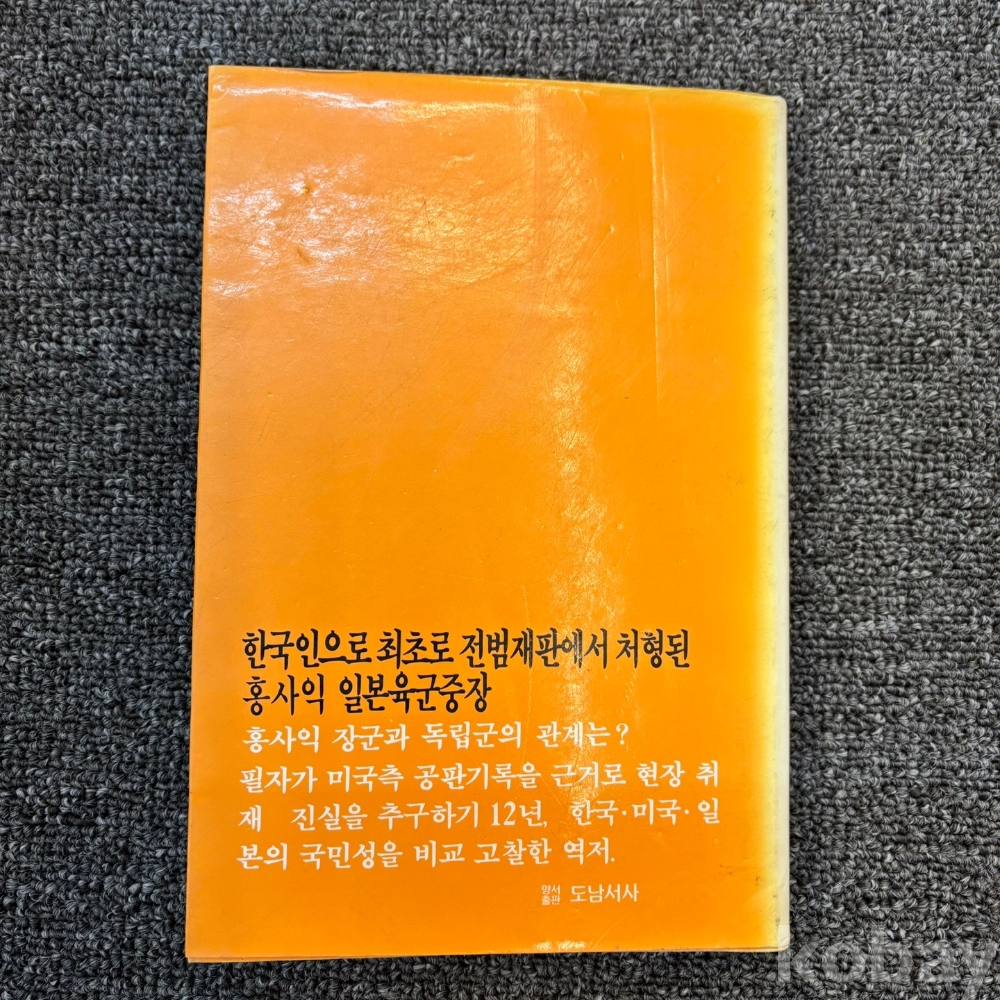 한국인으로 최초로 전범재판에서 처형된
홍사익 일본육군중장
홍사익 장군과 독립군의 관계는?
필자가 미국측 공판기록을 근거로 현장 취
재 진실을 추구하기 12년, 한국·미국·일
본의 국민성을 비교 고찰한 역저.
양서출판 도남서사
kobay